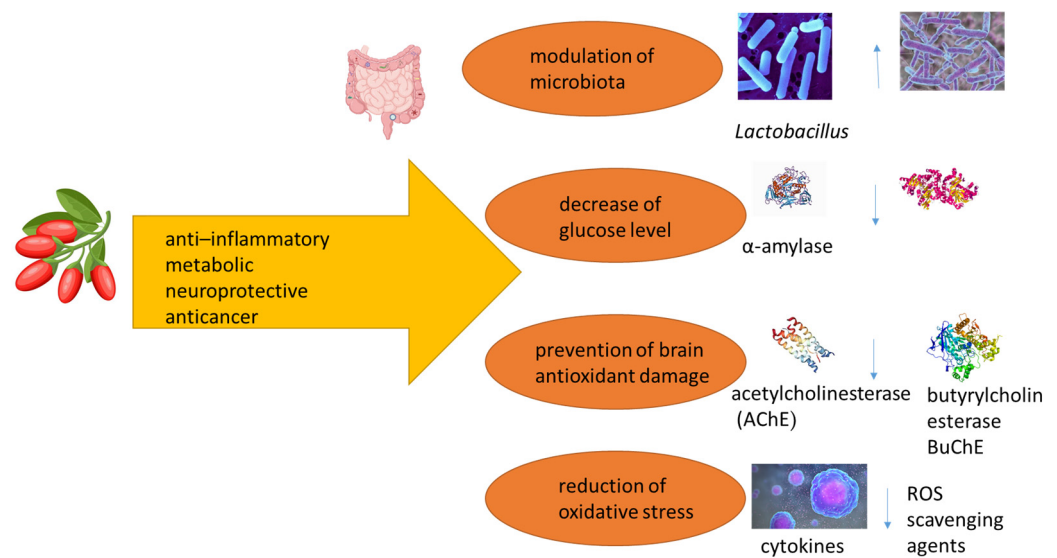 modulation of
microbiota
Lactobacillus
anti–inflammatory
metabolic
neuroprotective
anticancer
decrease of
glucose level
α-amylase
prevention of brain
antioxidant damage
acetylcholinesterase
(AChE)
butyrylcholin
esterase
BuChE
reduction of
oxidative stress
cytokines
ROS
scavenging
agents